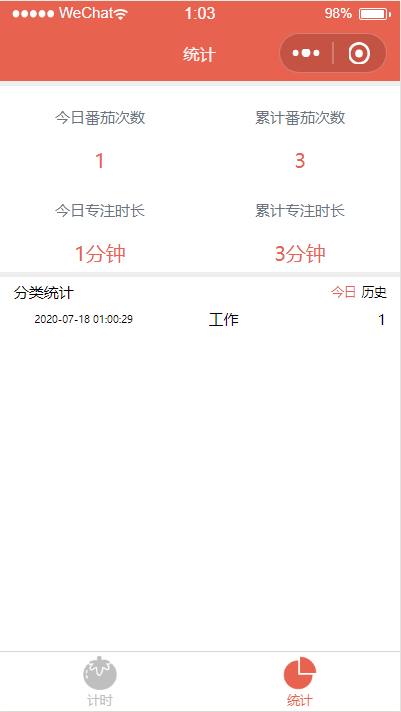 WeChat 1:03 98%
统计
今日番茄次数 累计番茄次数
1 3
今日专注时长 累计专注时长
1分钟 3分钟
分类统计 今日 历史
2020-07-18 01:00:29 工作 1
计时 统计